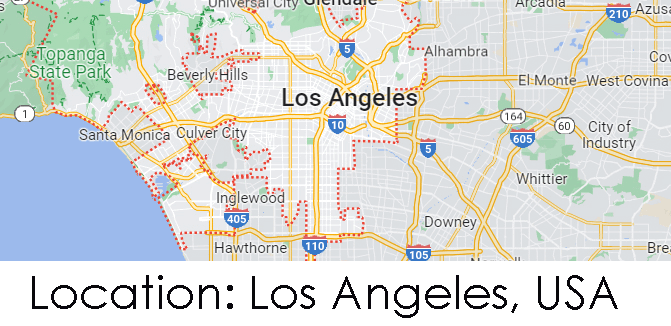 Universal City
Glendale
Arcadia
210
Azusa
Topanga
State Park
5
Alhambra
Beverly Hills
El Monte
West Covina
Los Angeles
1
10
164
60
City of
Industry
Santa Monica
Culver City
5
605
Whittier
Inglewood
405
Downey
Hawthorne
110
105
Bre
Location: Los Angeles, USA